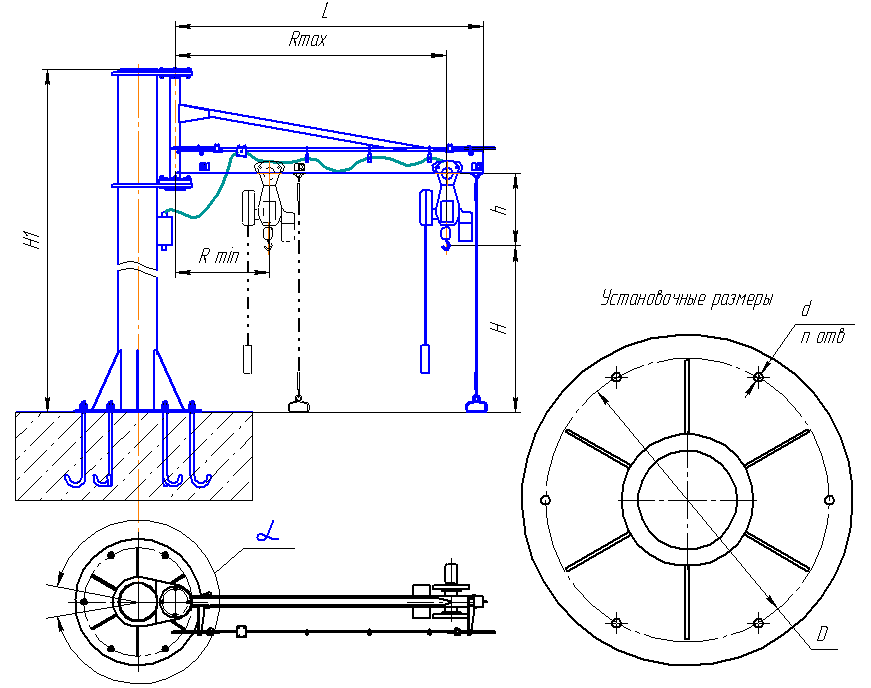 L
Rmax
H1
h
R min
H
Установочные размеры
d
n отв
α
D